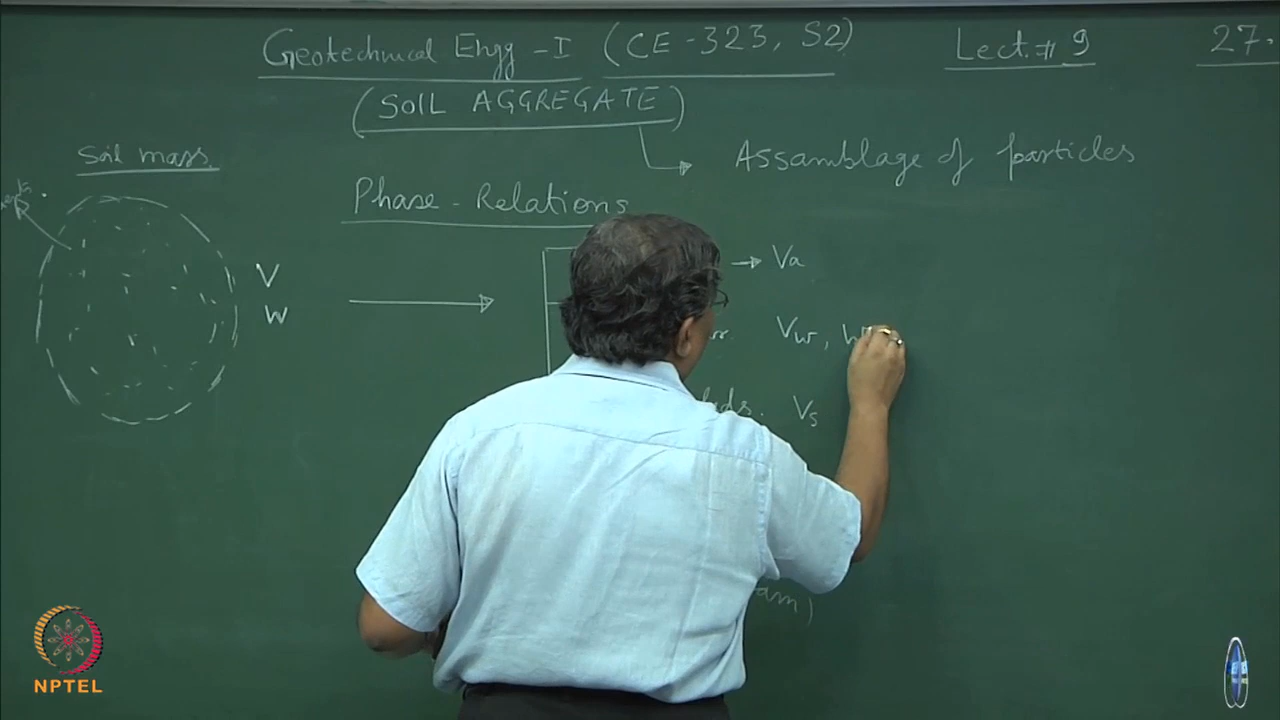 Geotechnical Engg - I (CE-323, S2) Lect. # 9 27.
(SOIL AGGREGATE)
Assamblage of particles
Soil mass
Phase - Relations
V
W
Va
Vw, W
Vs
NPTEL